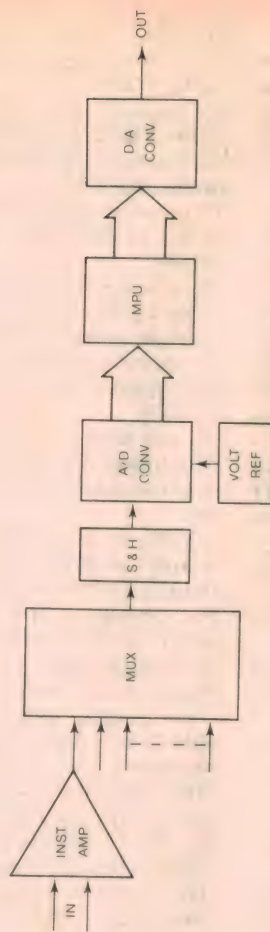 IN
INST
AMP
MUX
S & H
A/D
CONV
VOLT
REF
MPU
D/A
CONV
OUT